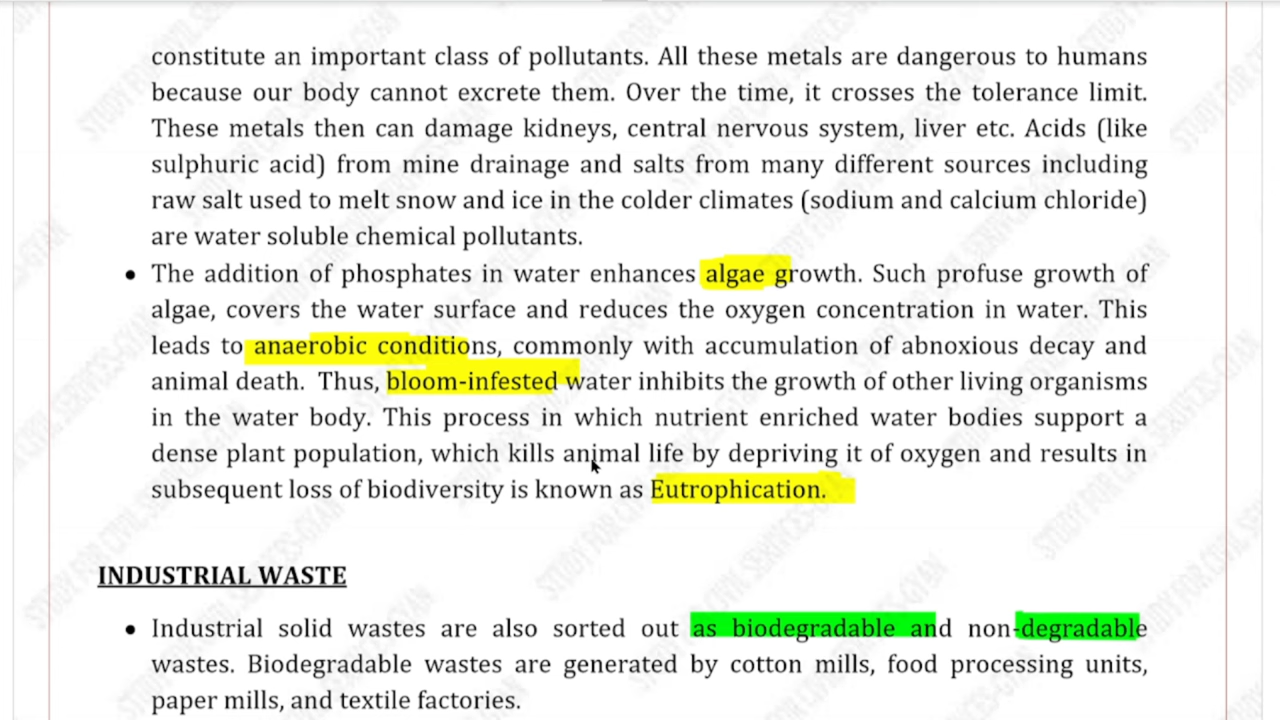 constitute an important class of pollutants. All these metals are dangerous to humans
because our body cannot excrete them. Over the time, it crosses the tolerance limit.
These metals then can damage kidneys, central nervous system, liver etc. Acids (like
sulphuric acid) from mine drainage and salts from many different sources including
raw salt used to melt snow and ice in the colder climates (sodium and calcium chloride)
are water soluble chemical pollutants.
• The addition of phosphates in water enhances algae growth. Such profuse growth of
algae, covers the water surface and reduces the oxygen concentration in water. This
leads to anaerobic conditions, commonly with accumulation of abnoxious decay and
animal death. Thus, bloom-infested water inhibits the growth of other living organisms
in the water body. This process in which nutrient enriched water bodies support a
dense plant population, which kills animal life by depriving it of oxygen and results in
subsequent loss of biodiversity is known as Eutrophication.
INDUSTRIAL WASTE
• Industrial solid wastes are also sorted out as biodegradable and non-degradable
wastes. Biodegradable wastes are generated by cotton mills, food processing units,
paper mills, and textile factories.